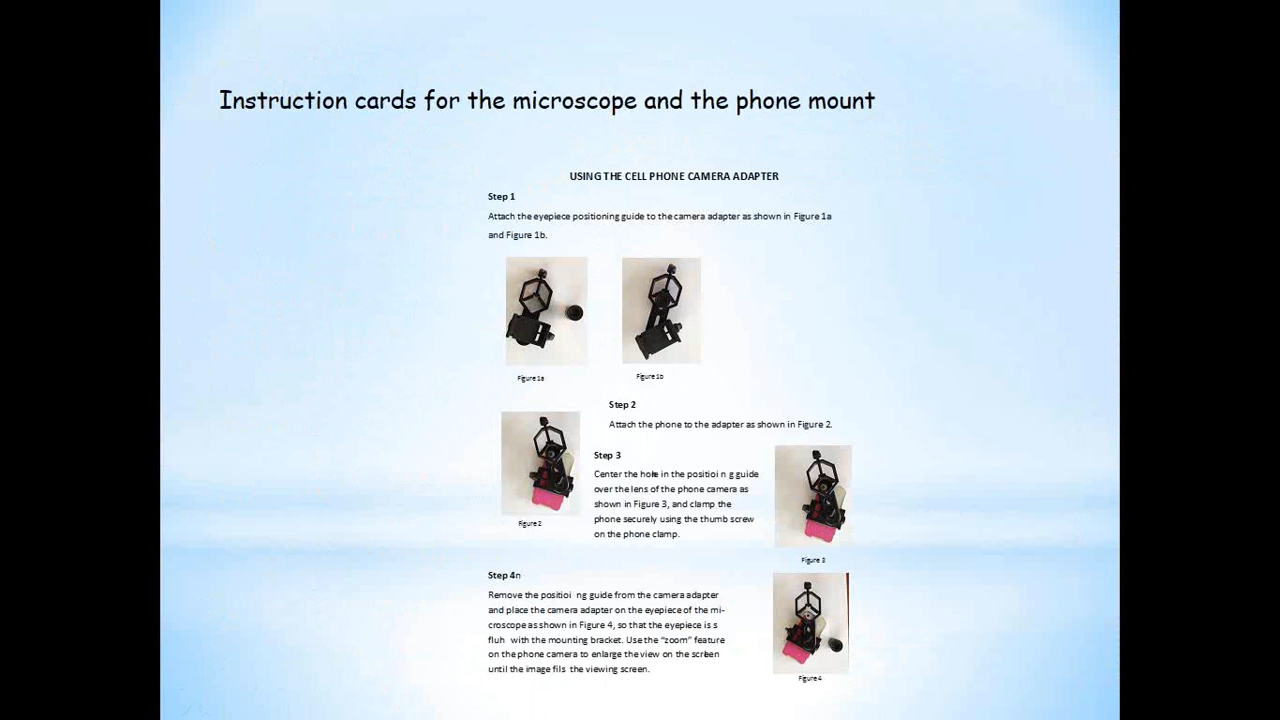 Instruction cards for the microscope and the phone mount
USING THE CELL PHONE CAMERA ADAPTER
Step 1
Attach the eyepiece positioning guide to the camera adapter as shown in Figure 1a
and Figure 1b.
Figure 1a
Figure 1b
Step 2
Attach the phone to the adapter as shown in Figure 2.
Figure 2
Step 3
Center the hole in the positioi n g guide
over the lens of the phone camera as
shown in Figure 3, and clamp the
phone securely using the thumb screw
on the phone clamp.
Figure 3
Step 4n
Remove the positioi ng guide from the camera adapter
and place the camera adapter on the eyepiece of the mi-
croscope as shown in Figure 4, so that the eyepiece is s
fluh with the mounting bracket. Use the “zoom” feature
on the phone camera to enlarge the view on the screen
until the image fils the viewing screen.
Figure 4